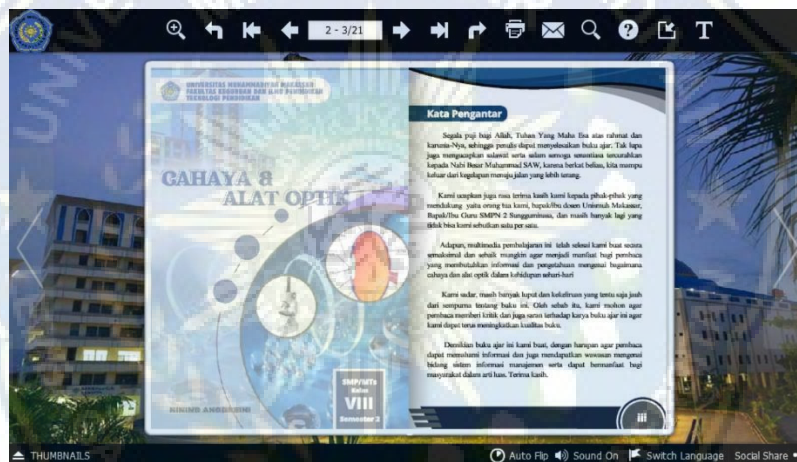 2 - 3/21
UNIVERSITAS MUHAMMADIYAH MAKASSAR
FAKULTAS KEGURUAN DAN ILMU PENDIDIKAN
TEKNOLOGI PENDIDIKAN
CAHAYA &
ALAT OPTIK
SMP/MTs
Kelas
VIII
Semester 2
Kata Pengantar
Segala puji bagi Allah, Tuhan Yang Maha Esa atas rahmat dan
karunia-Nya, sehingga penulis dapat menyelesaikan buku ajar. Tak lupa
juga mengucapkan salawat serta salam semoga senantiasa tercurahkan
kepada Nabi Besar Muhammad SAW, karena berkat beliau, kita mampu
keluar dari kegelapan menuju jalan yang lebih terang.
Kami ucapkan juga rasa terima kasih kami kepada pihak-pihak yang
mendukung yaitu orang tua kami, bapak/ibu dosen Unismuh Makassar,
Bapak/Ibu Guru SMPN 2 Sungguminasa, dan masih banyak lagi yang
tidak bisa kami sebutkan satu per satu.
Adapun, multimedia pembalajaran ini telah selesai kami buat secara
semaksimal dan sebaik mungkin agar menjadi manfaat bagi pembaca
yang membutuhkan informasi dan pengetahuan mengenai bagaimana
cahaya dan alat optik dalam kehidupan sehari-hari
Kami sadar, masih banyak luput dan kekeliruan yang tentu saja jauh
dari sempurna tentang buku ini. Oleh sebab itu, kami mohon agar
pembaca memberi kritik dan juga saran terhadap karya buku ajar ini agar
kami dapat terus meningkatkan kualitas buku.
Demikian buku ajar ini kami buat, dengan harapan agar pembaca
dapat memahami informasi dan juga mendapatkan wawasan mengenai
bidang sistem informasi manajemen serta dapat bermanfaat bagi
masyarakat dalam arti luas. Terima kasih.
iii
THUMBNAILS
Auto Flip Sound On Switch Language Social Share